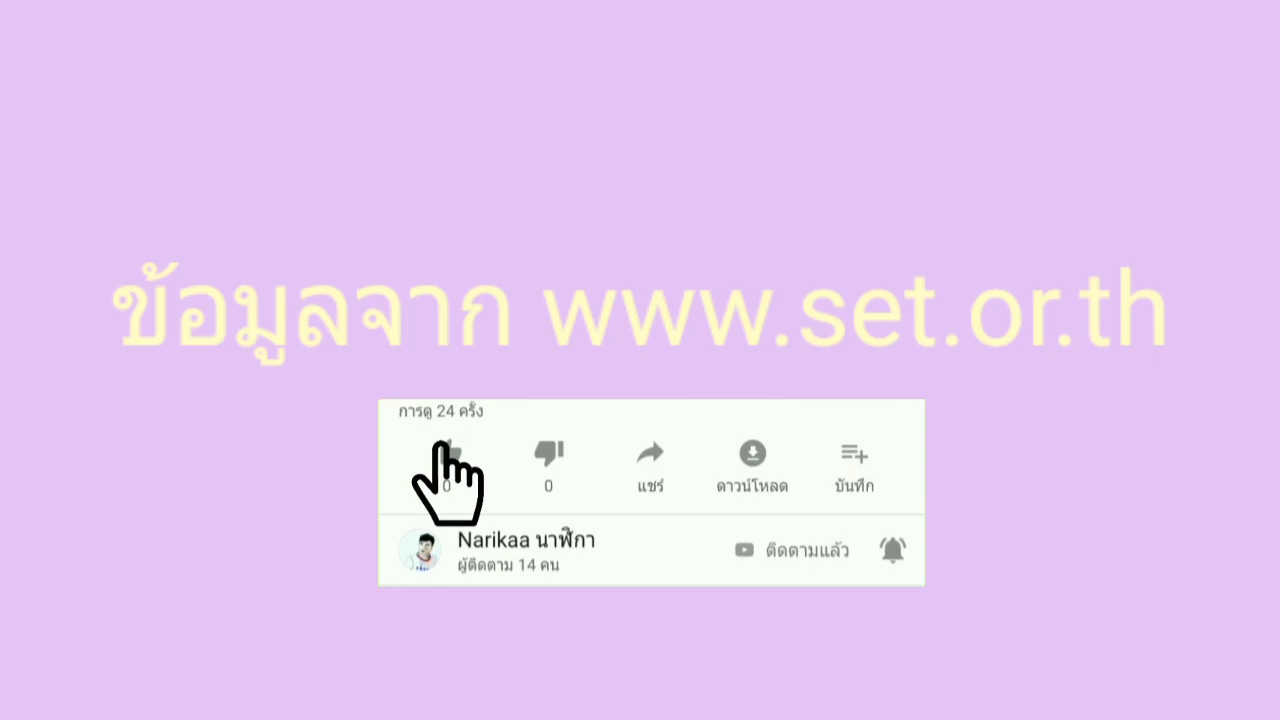 ข้อมูลจาก www.set.or.th
การดู 24 ครั้ง
0 0 แชร์ ดาวน์โหลด บันทึก
Narikaa นาฬิกา
ผู้ติดตาม 14 คน
ติดตามแล้ว